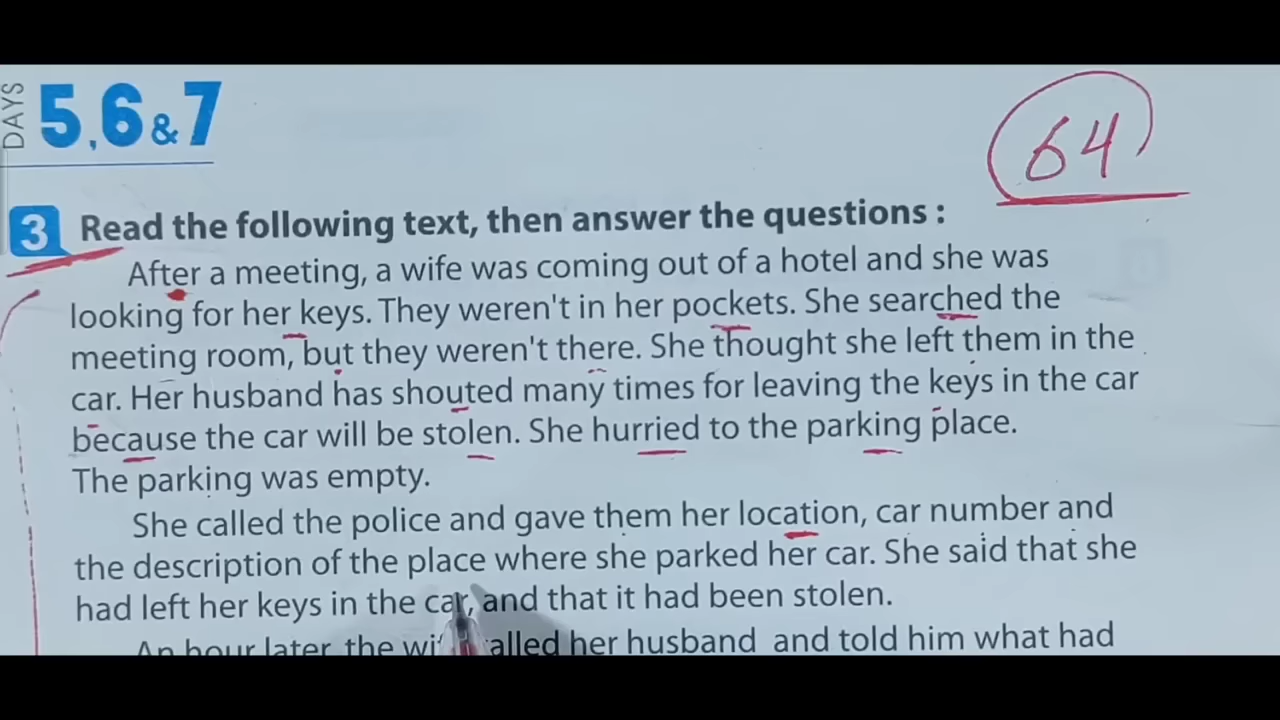 DAYS 5,6 & 7
64
3 Read the following text, then answer the questions :
After a meeting, a wife was coming out of a hotel and she was
looking for her keys. They weren't in her pockets. She searched the
meeting room, but they weren't there. She thought she left them in the
car. Her husband has shouted many times for leaving the keys in the car
because the car will be stolen. She hurried to the parking place.
The parking was empty.
She called the police and gave them her location, car number and
the description of the place where she parked her car. She said that she
had left her keys in the car, and that it had been stolen.
An hour later, the called her husband and told him what had